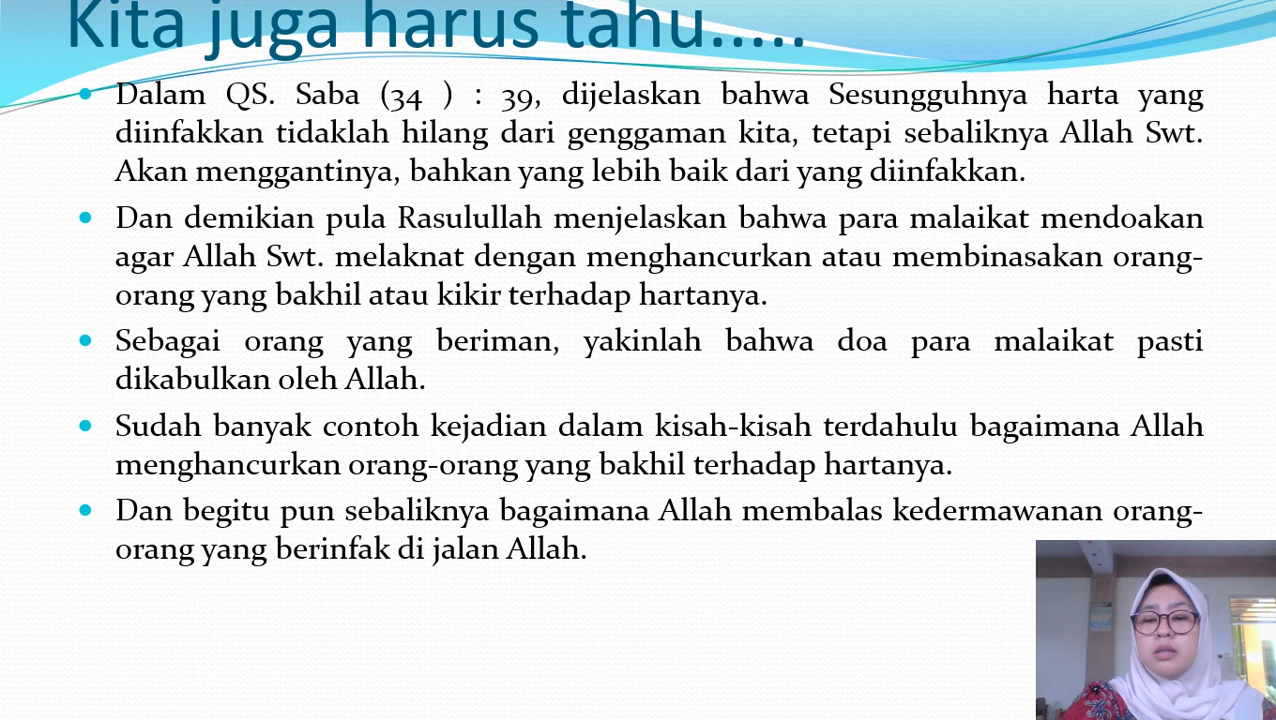 Kita juga harus tahu.....
Dalam QS. Saba (34 ) : 39, dijelaskan bahwa Sesungguhnya harta yang
diinfakkan tidaklah hilang dari genggaman kita, tetapi sebaliknya Allah Swt.
Akan menggantinya, bahkan yang lebih baik dari yang diinfakkan.
Dan demikian pula Rasulullah menjelaskan bahwa para malaikat mendoakan
agar Allah Swt. melaknat dengan menghancurkan atau membinasakan orang-
orang yang bakhil atau kikir terhadap hartanya.
Sebagai orang yang beriman, yakinlah bahwa doa para malaikat pasti
dikabulkan oleh Allah.
Sudah banyak contoh kejadian dalam kisah-kisah terdahulu bagaimana Allah
menghancurkan orang-orang yang bakhil terhadap hartanya.
Dan begitu pun sebaliknya bagaimana Allah membalas kedermawanan orang-
orang yang berinfak di jalan Allah.